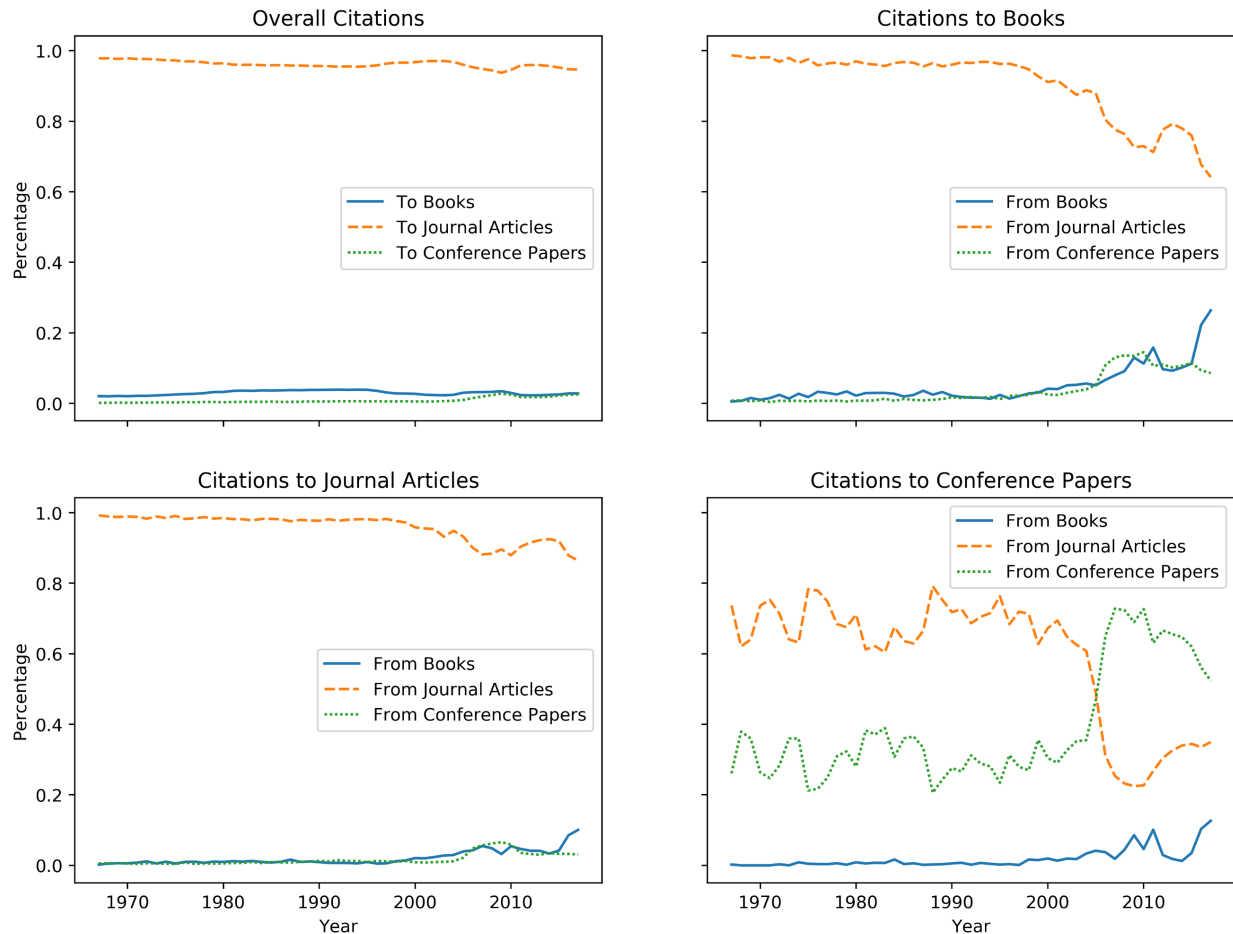 Overall Citations
Percentage
1.0
0.8
0.6
0.4
0.2
0.0
To Books
To Journal Articles
To Conference Papers
Citations to Books
From Books
From Journal Articles
From Conference Papers
Citations to Journal Articles
Percentage
1.0
0.8
0.6
0.4
0.2
0.0
From Books
From Journal Articles
From Conference Papers
1970 1980 1990 2000 2010
Year
Citations to Conference Papers
From Books
From Journal Articles
From Conference Papers
1970 1980 1990 2000 2010
Year